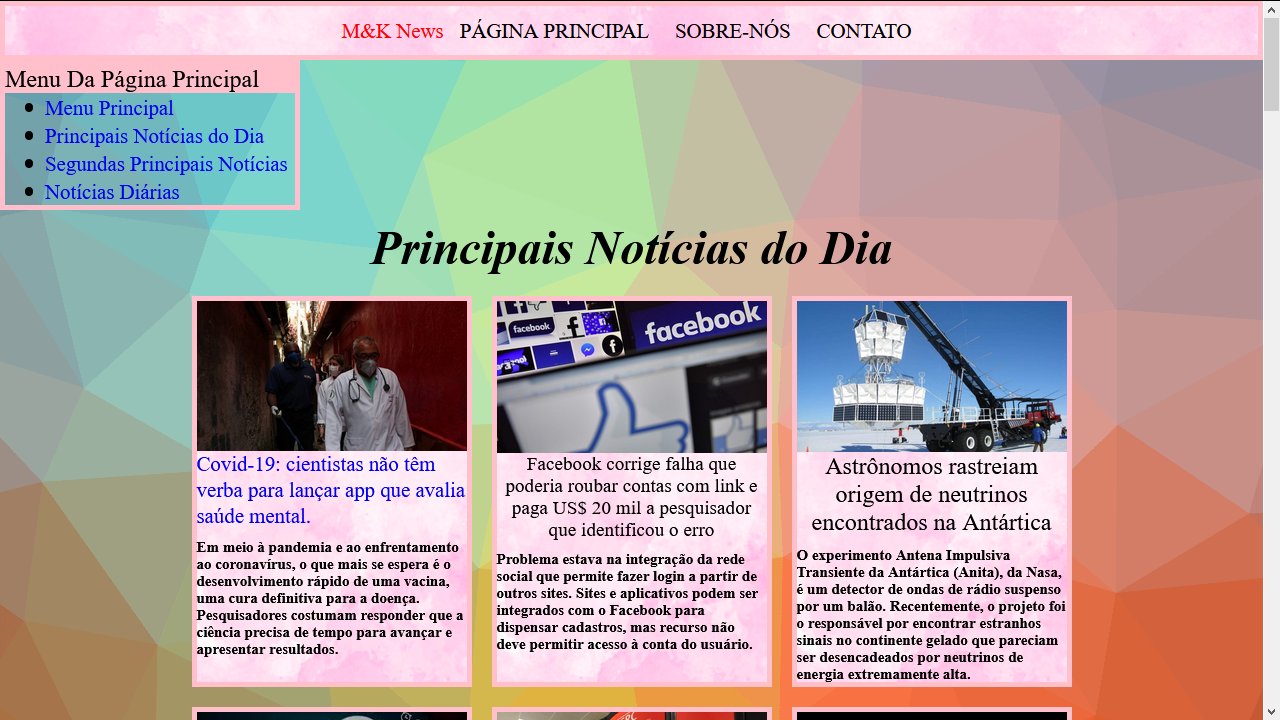 M&K News PÁGINA PRINCIPAL SOBRE-NÓS CONTATO
Menu Da Página Principal
Menu Principal
Principais Notícias do Dia
Segundas Principais Notícias
Notícias Diárias
Principais Notícias do Dia
facebook
facebook
Covid-19: cientistas não têm
verba para lançar app que avalia
saúde mental.
Em meio à pandemia e ao enfrentamento
ao coronavírus, o que mais se espera é o
desenvolvimento rápido de uma vacina,
uma cura definitiva para a doença.
Pesquisadores costumam responder que a
ciência precisa de tempo para avançar e
apresentar resultados.
Facebook corrige falha que
poderia roubar contas com link e
paga US$ 20 mil a pesquisador
que identificou o erro
Problema estava na integração da rede
social que permite fazer login a partir de
outros sites. Sites e aplicativos podem ser
integrados com o Facebook para
dispensar cadastros, mas recurso não
deve permitir acesso à conta do usuário.
Astrônomos rastreiam
origem de neutrinos
encontrados na Antártica
O experimento Antena Impulsiva
Transiente da Antártica (Anita), da Nasa,
é um detector de ondas de rádio suspenso
por um balão. Recentemente, o projeto foi
o responsável por encontrar estranhos
sinais no continente gelado que pareciam
ser desencadeados por neutrinos de
energia extremamente alta.